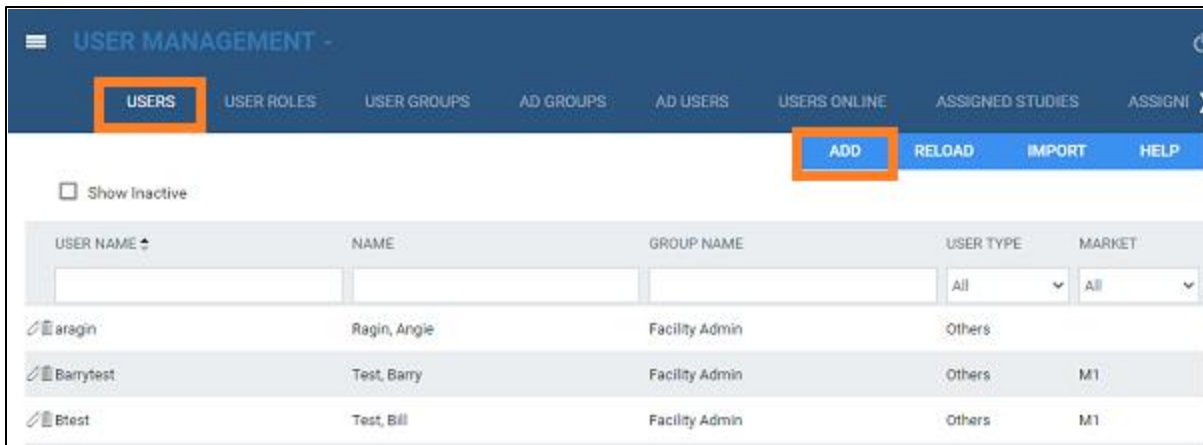 USER MANAGEMENT -
USERS USER ROLES USER GROUPS AD GROUPS AD USERS USERS ONLINE ASSIGNED STUDIES ASSIGNI
ADD RELOAD IMPORT HELP
Show Inactive
USER NAME NAME GROUP NAME USER TYPE MARKET
All All
aragin Ragin, Angie Facility Admin Others
Barrytest Test, Barry Facility Admin Others M1
Btest Test, Bill Facility Admin Others M1